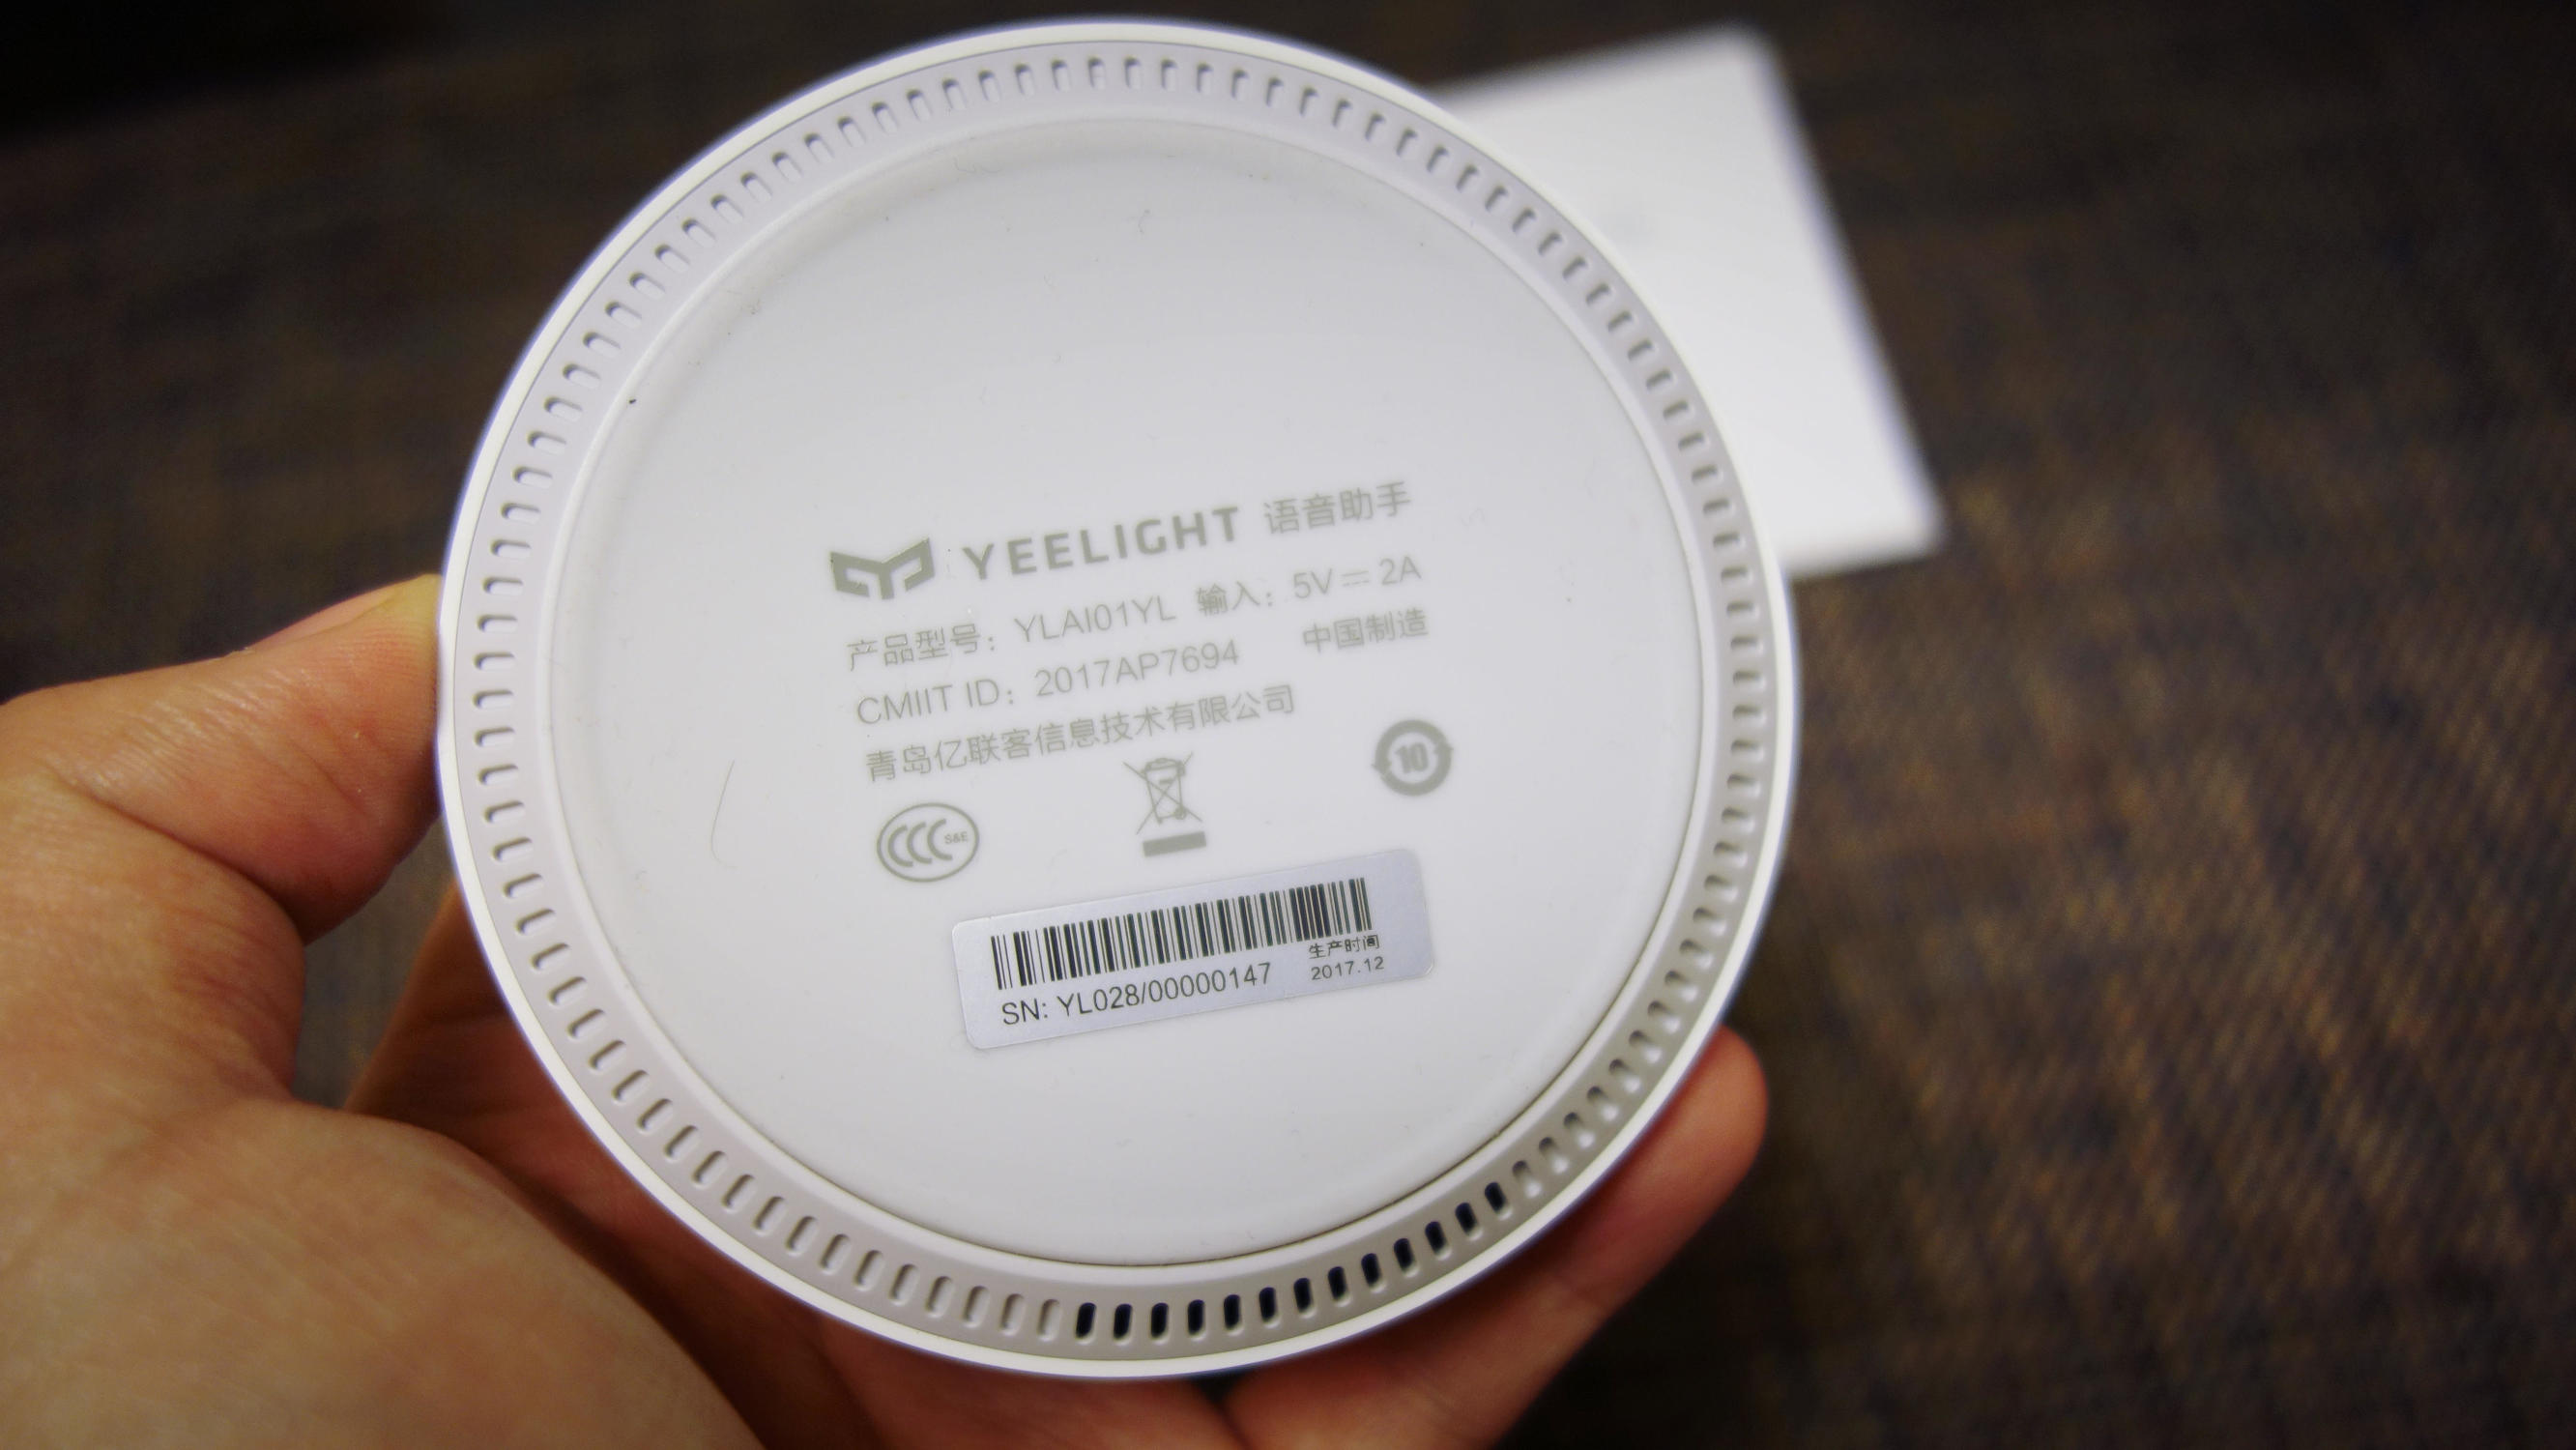 YEELIGHT 语音助手
产品型号：YLAI01YL 输入：5V⎓2A
CMIIT ID：2017AP7694 中国制造
青岛亿联客信息技术有限公司
CCC S&E
10
生产时间
SN: YL028/00000147 2017.12